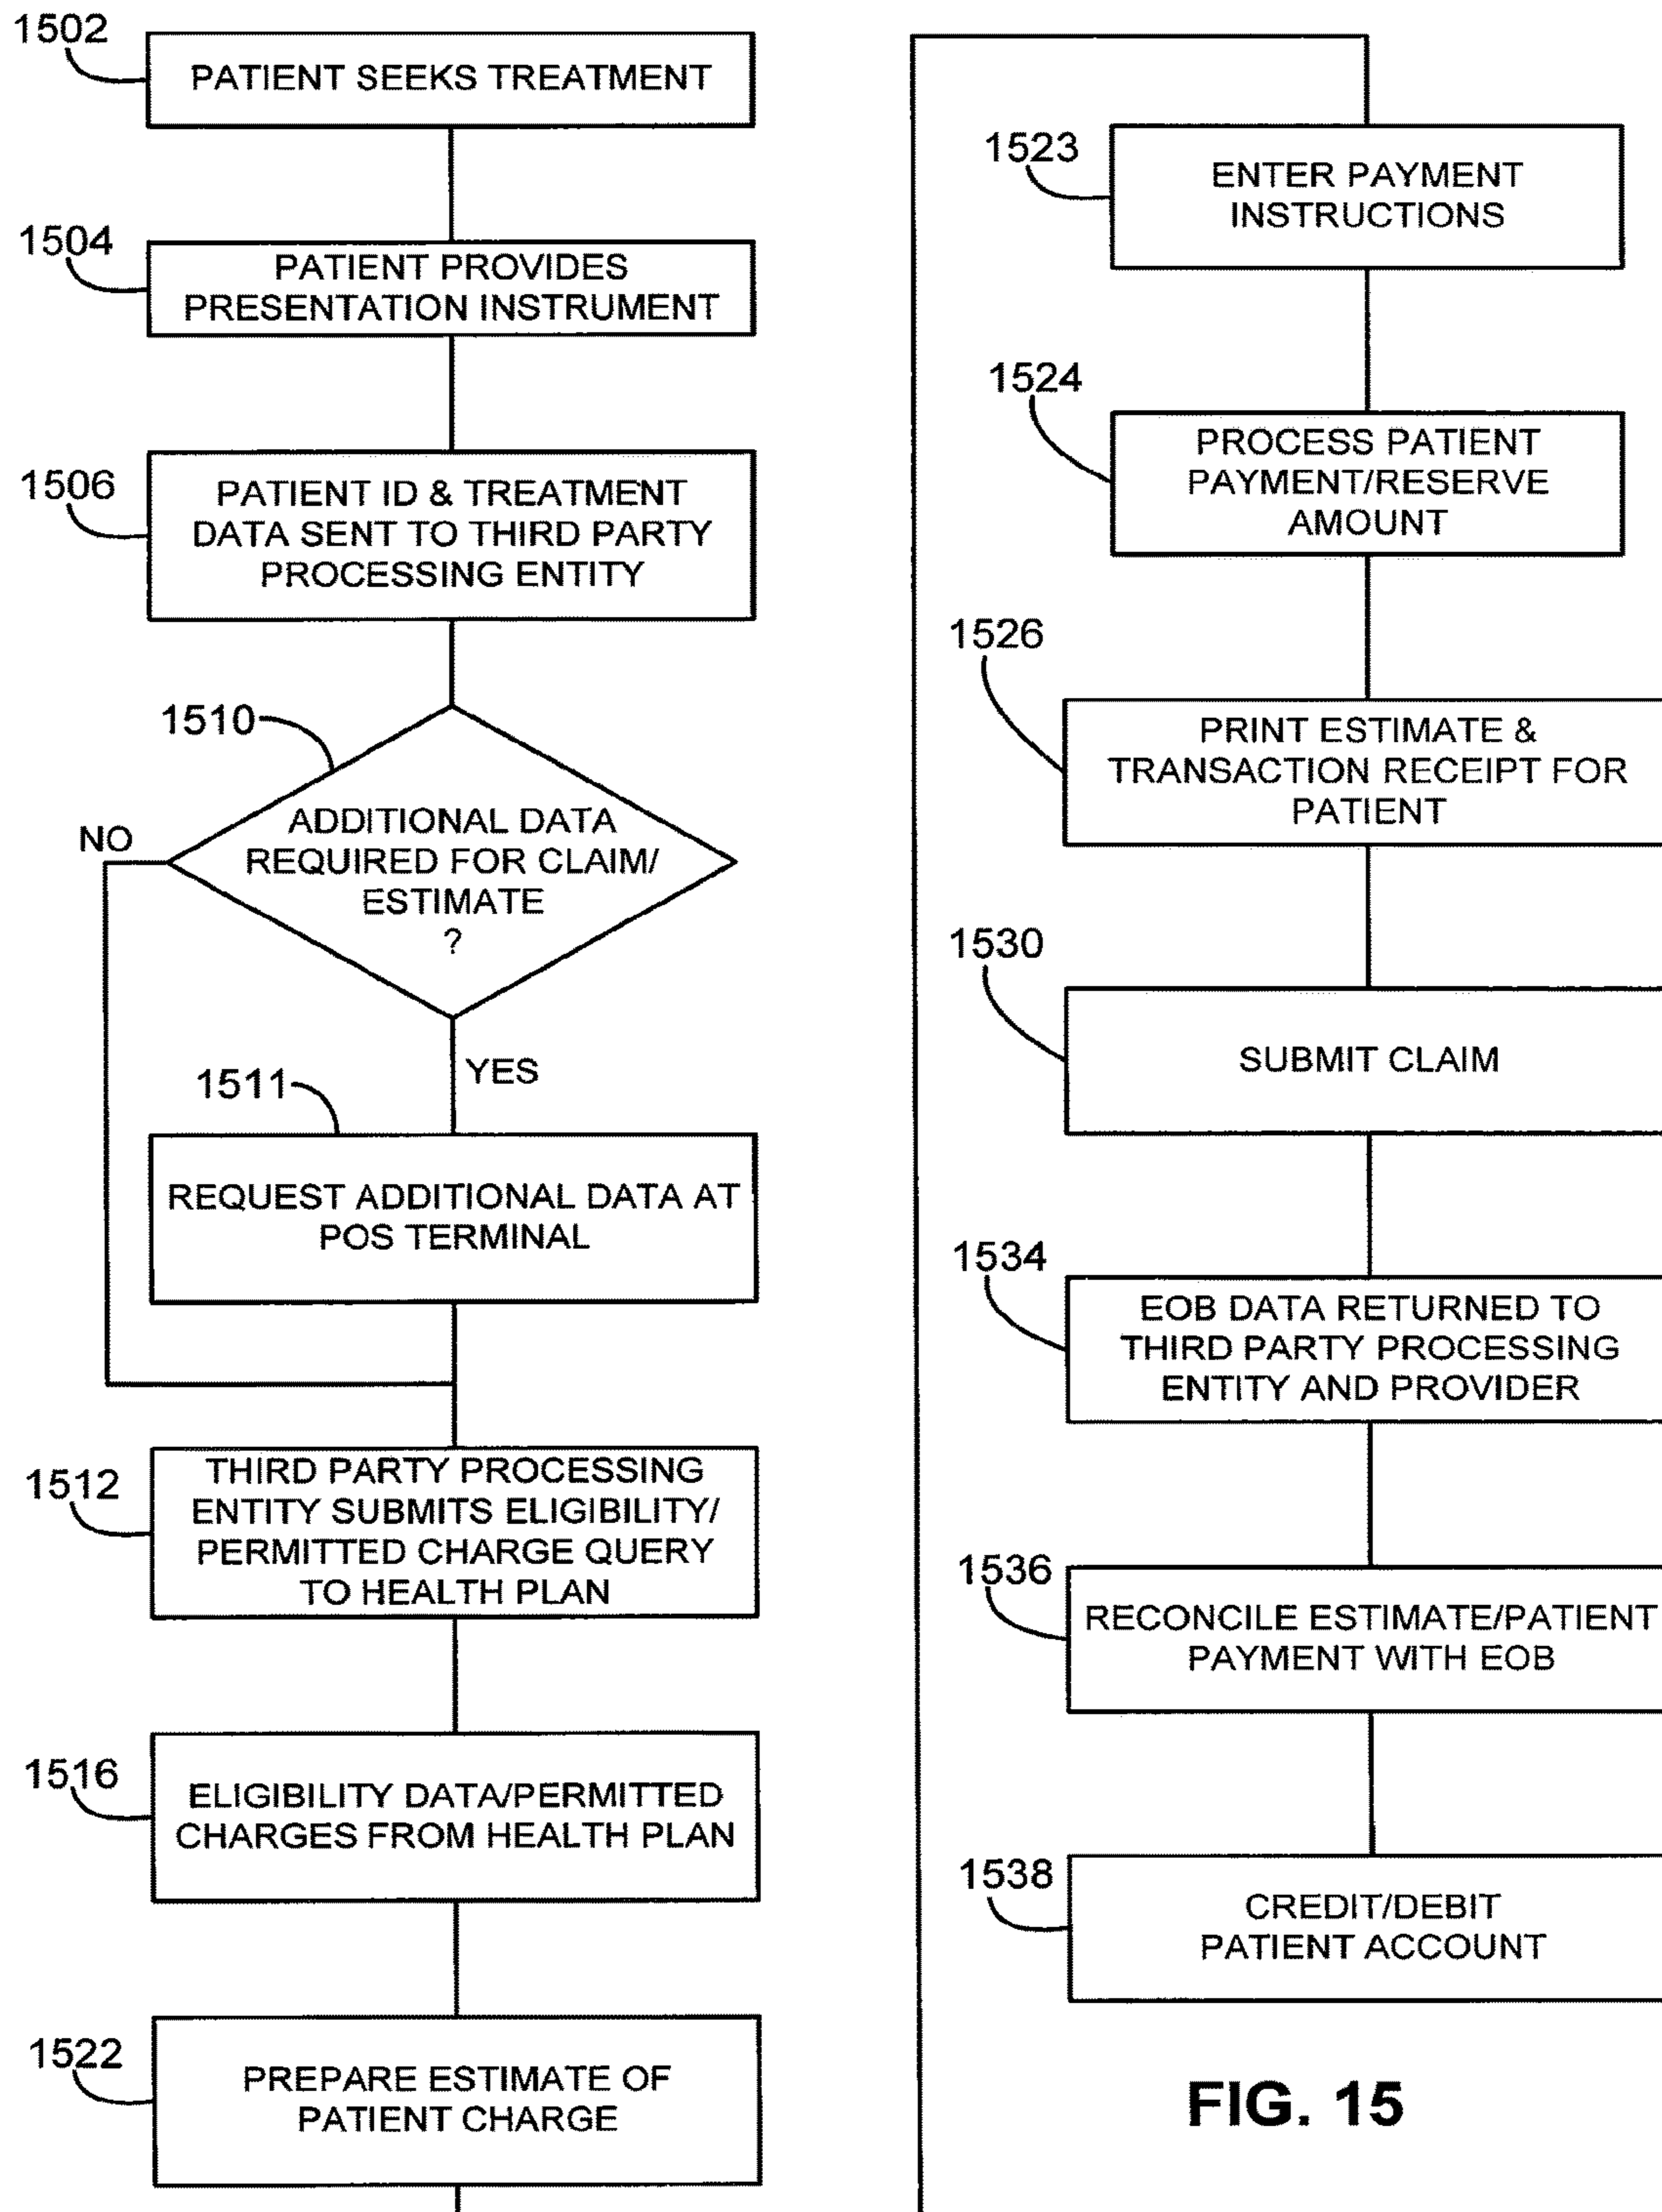 1502
PATIENT SEEKS TREATMENT
1504
PATIENT PROVIDES
PRESENTATION INSTRUMENT
1506
PATIENT ID & TREATMENT
DATA SENT TO THIRD PARTY
PROCESSING ENTITY
1510
ADDITIONAL DATA
REQUIRED FOR CLAIM/
ESTIMATE
?
NO
YES
1511
REQUEST ADDITIONAL DATA AT
POS TERMINAL
1512
THIRD PARTY PROCESSING
ENTITY SUBMITS ELIGIBILITY/
PERMITTED CHARGE QUERY
TO HEALTH PLAN
1516
ELIGIBILITY DATA/PERMITTED
CHARGES FROM HEALTH PLAN
1522
PREPARE ESTIMATE OF
PATIENT CHARGE
1523
ENTER PAYMENT
INSTRUCTIONS
1524
PROCESS PATIENT
PAYMENT/RESERVE
AMOUNT
1526
PRINT ESTIMATE &
TRANSACTION RECEIPT FOR
PATIENT
1530
SUBMIT CLAIM
1534
EOB DATA RETURNED TO
THIRD PARTY PROCESSING
ENTITY AND PROVIDER
1536
RECONCILE ESTIMATE/PATIENT
PAYMENT WITH EOB
1538
CREDIT/DEBIT
PATIENT ACCOUNT
FIG. 15